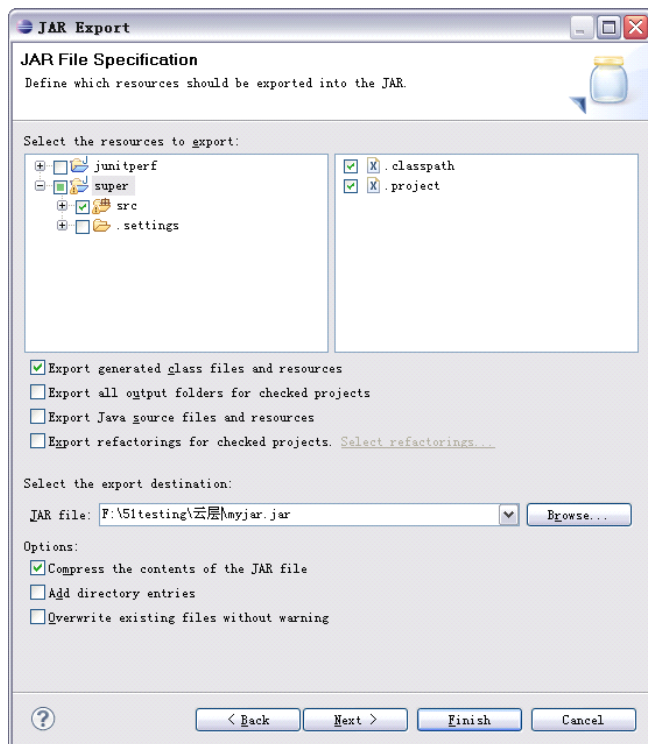 JAR Export
JAR File Specification
Define which resources should be exported into the JAR.
Select the resources to export:
junitperf
super
src
.settings
.classpath
.project
Export generated class files and resources
Export all output folders for checked projects
Export Java source files and resources
Export refactorings for checked projects. Select refactorings...
Select the export destination:
JAR file: F:\51testing\云层\myjar.jar Browse...
Options:
Compress the contents of the JAR file
Add directory entries
Overwrite existing files without warning
? < Back Next > Finish Cancel